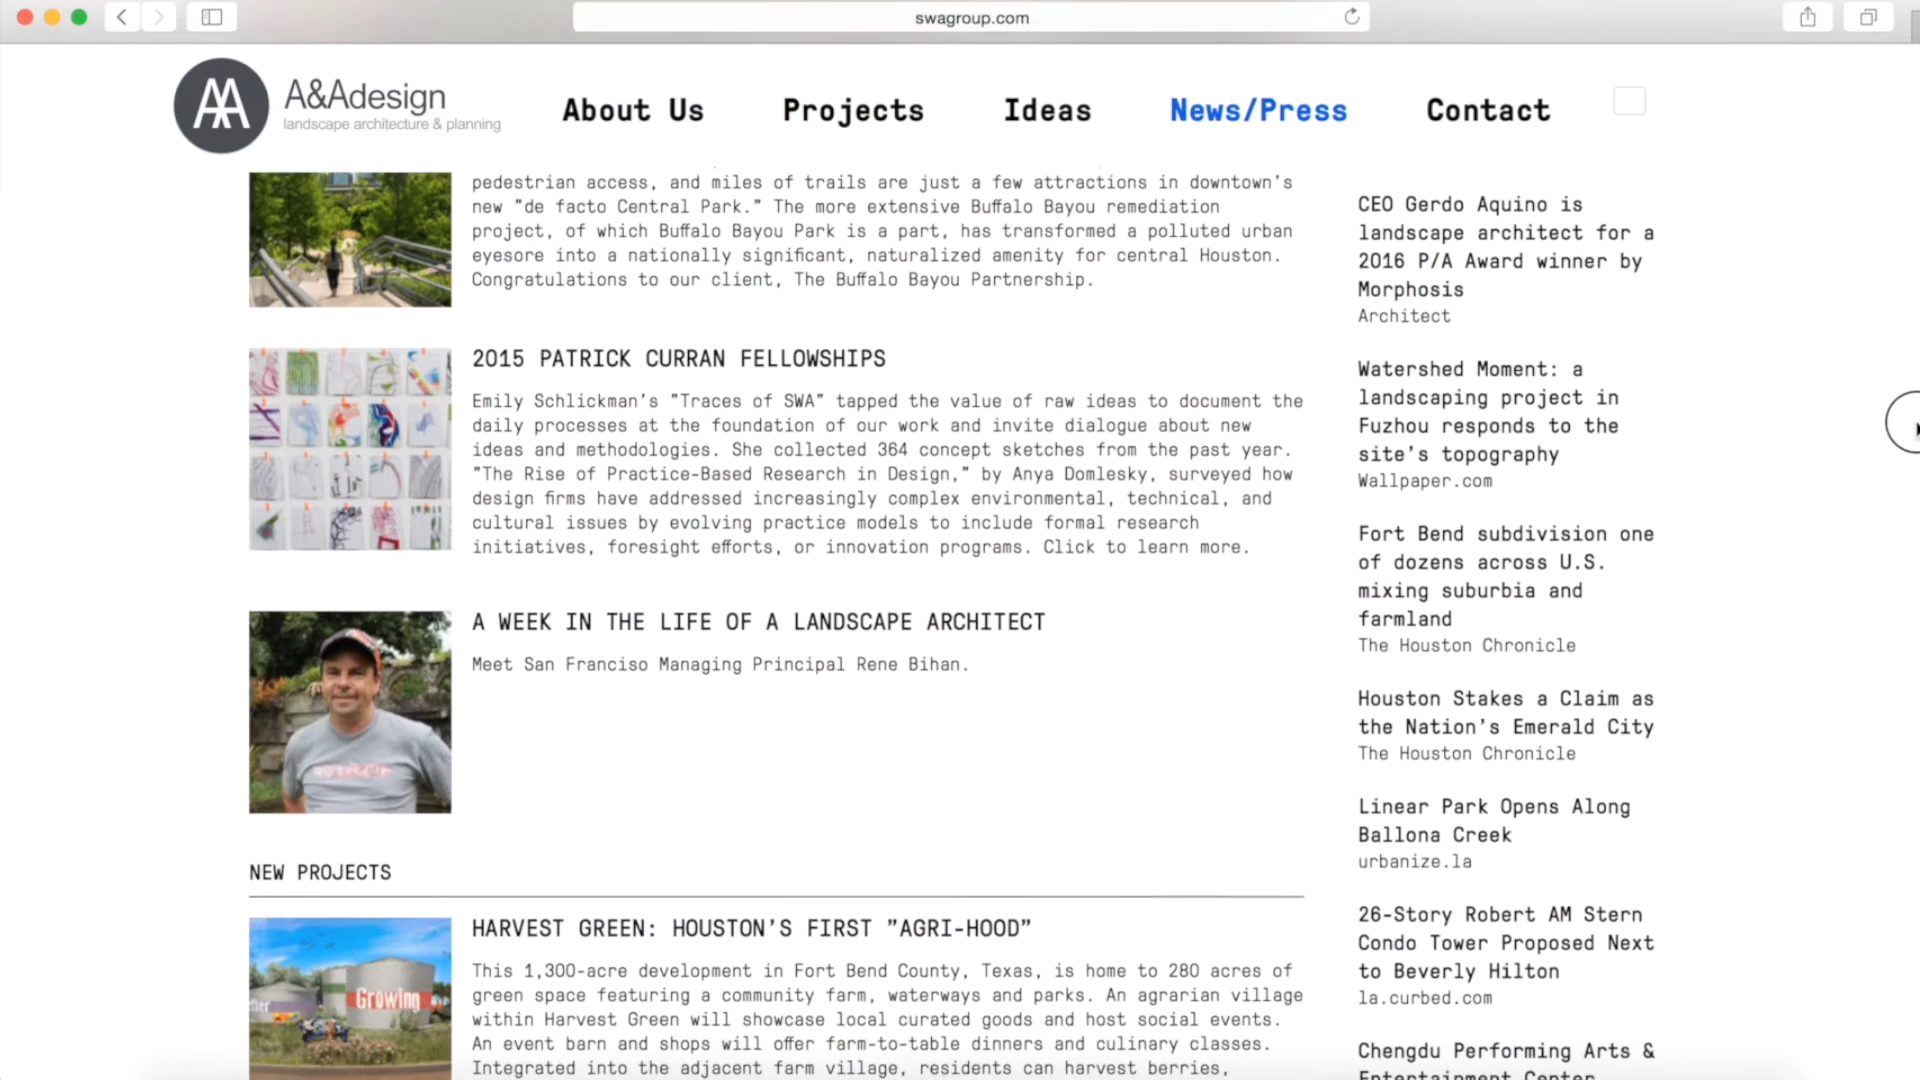 swagroup.com
AA
A&Adesign
landscape architecture & planning
About Us
Projects
Ideas
News/Press
Contact
pedestrian access, and miles of trails are just a few attractions in downtown's
new "de facto Central Park." The more extensive Buffalo Bayou remediation
project, of which Buffalo Bayou Park is a part, has transformed a polluted urban
eyesore into a nationally significant, naturalized amenity for central Houston.
Congratulations to our client, The Buffalo Bayou Partnership.
2015 PATRICK CURRAN FELLOWSHIPS
Emily Schlickman's "Traces of SWA" tapped the value of raw ideas to document the
daily processes at the foundation of our work and invite dialogue about new
ideas and methodologies. She collected 364 concept sketches from the past year.
"The Rise of Practice-Based Research in Design," by Anya Domlesky, surveyed how
design firms have addressed increasingly complex environmental, technical, and
cultural issues by evolving practice models to include formal research
initiatives, foresight efforts, or innovation programs. Click to learn more.
A WEEK IN THE LIFE OF A LANDSCAPE ARCHITECT
Meet San Franciso Managing Principal Rene Bihan.
NEW PROJECTS
Growing
HARVEST GREEN: HOUSTON'S FIRST "AGRI-HOOD"
This 1,300-acre development in Fort Bend County, Texas, is home to 280 acres of
green space featuring a community farm, waterways and parks. An agrarian village
within Harvest Green will showcase local curated goods and host social events.
An event barn and shops will offer farm-to-table dinners and culinary classes.
Integrated into the adjacent farm village, residents can harvest berries,
CEO Gerdo Aquino is
landscape architect for a
2016 P/A Award winner by
Morphosis
Architect
Watershed Moment: a
landscaping project in
Fuzhou responds to the
site's topography
Wallpaper.com
Fort Bend subdivision one
of dozens across U.S.
mixing suburbia and
farmland
The Houston Chronicle
Houston Stakes a Claim as
the Nation's Emerald City
The Houston Chronicle
Linear Park Opens Along
Ballona Creek
urbanize.la
26-Story Robert AM Stern
Condo Tower Proposed Next
to Beverly Hilton
la.curbed.com
Chengdu Performing Arts &
Entertainment Center